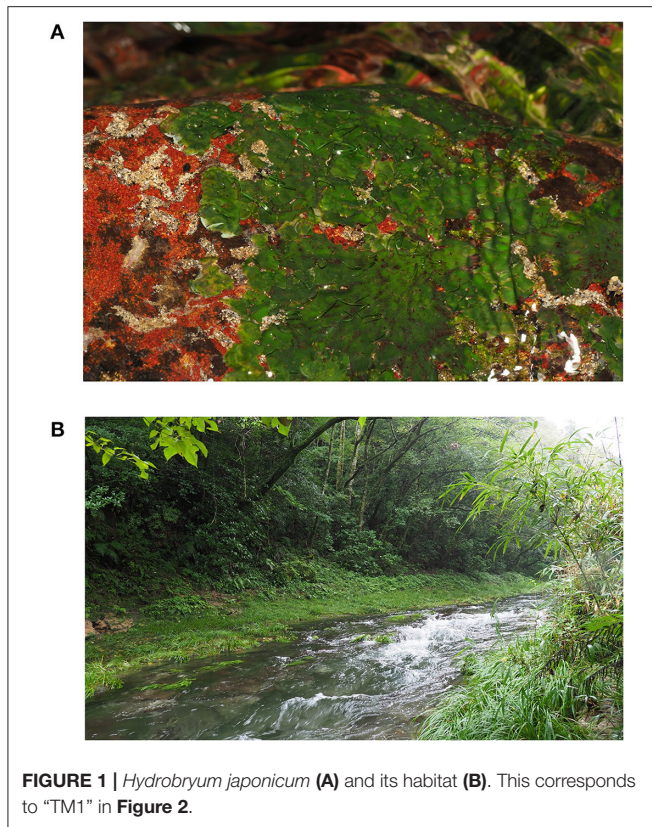 A
B
FIGURE 1 | Hydrobryum japonicum (A) and its habitat (B). This corresponds
to “TM1” in Figure 2.